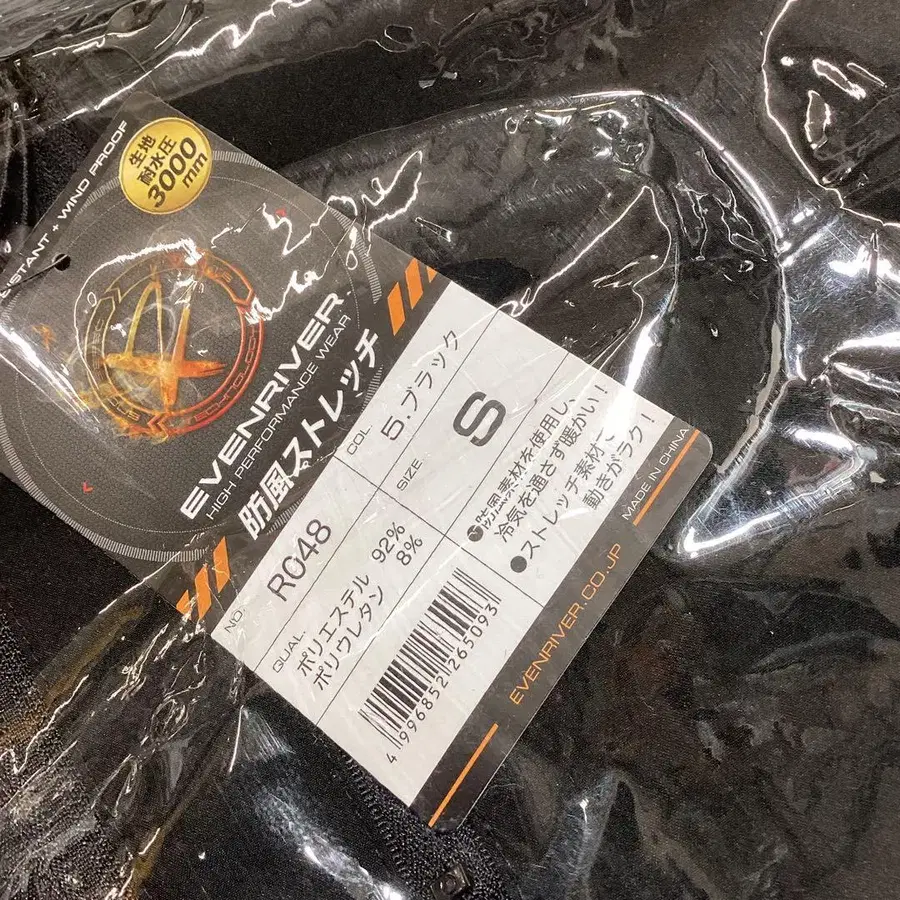 ISTANT + WIND PROOF
生地
耐水圧
3000
mm
EVENRIVER
HIGH PERFORMANCE WEAR
防風ストレッチ
NO.
R048
COL
5.ブラック
SIZE
S
QUAL.
ポリエステル 92%
ポリウレタン 8%
素材を使用し、
冷気を通さず暖かい!
●ストレッチ素材で、
動きがラク!
4 996852 265093
EVENRIVER.CO.JP
MADE IN CHINA